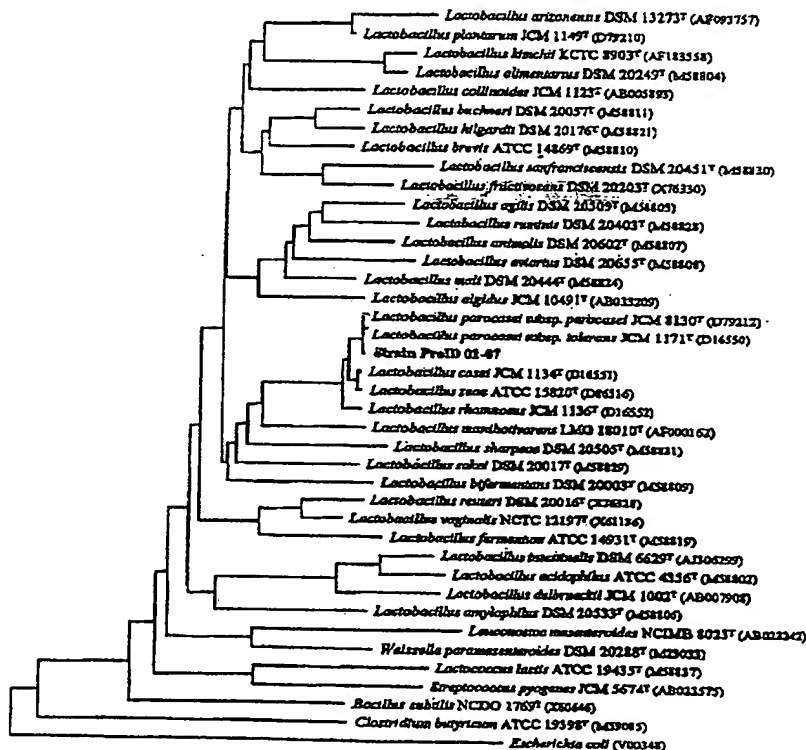 Lactobacillus arizonensis DSM 13273ᵀ (AF093757)
Lactobacillus plantarum JCM 1149ᵀ (D79210)
Lactobacillus kimchii KCTC 8903ᵀ (AF183558)
Lactobacillus alimentarius DSM 20249ᵀ (M58804)
Lactobacillus collinoides JCM 1123ᵀ (AB005893)
Lactobacillus buchneri DSM 20057ᵀ (M58811)
Lactobacillus hilgardii DSM 20176ᵀ (M58821)
Lactobacillus brevis ATCC 14869ᵀ (M58810)
Lactobacillus sanfranciscensis DSM 20451ᵀ (M58830)
Lactobacillus fructivorans DSM 20203ᵀ (X76330)
Lactobacillus agilis DSM 20509ᵀ (M58803)
Lactobacillus ruminis DSM 20403ᵀ (M58828)
Lactobacillus animalis DSM 20602ᵀ (M58807)
Lactobacillus aviarius DSM 20655ᵀ (M58808)
Lactobacillus mali DSM 20444ᵀ (M58824)
Lactobacillus algidus JCM 10491ᵀ (AB033209)
Lactobacillus paracasei subsp. paracasei JCM 8130ᵀ (D79212)
Lactobacillus paracasei subsp. tolerans JCM 1171ᵀ (D16550)
Strain ProID 02-07
Lactobacillus casei JCM 1134ᵀ (D16551)
Lactobacillus zeae ATCC 15820ᵀ (D86516)
Lactobacillus rhamnosus JCM 1136ᵀ (D16552)
Lactobacillus manihotivorans LMG 18010ᵀ (AF000162)
Lactobacillus sharpeae DSM 20505ᵀ (M58831)
Lactobacillus sakei DSM 20017ᵀ (M58829)
Lactobacillus bifermentans DSM 20003ᵀ (M58809)
Lactobacillus reuteri DSM 20016ᵀ (X76328)
Lactobacillus vaginalis NCTC 12197ᵀ (X61136)
Lactobacillus fermentum ATCC 14931ᵀ (M58819)
Lactobacillus intestinalis DSM 6629ᵀ (AJ306299)
Lactobacillus acidophilus ATCC 4356ᵀ (M58802)
Lactobacillus delbrueckii JCM 1002ᵀ (AB007908)
Lactobacillus amylophilus DSM 20533ᵀ (M58806)
Leuconostoc mesenteroides NCIMB 8023ᵀ (AB023242)
Weissella paramesenteroides DSM 20288ᵀ (M23033)
Lactococcus lactis ATCC 19435ᵀ (M58837)
Streptococcus pyogenes JCM 5674ᵀ (AB023575)
Bacillus subtilis NCDO 1769ᵀ (X60646)
Clostridium butyricum ATCC 19398ᵀ (M59085)
Escherichia coli (V00348)